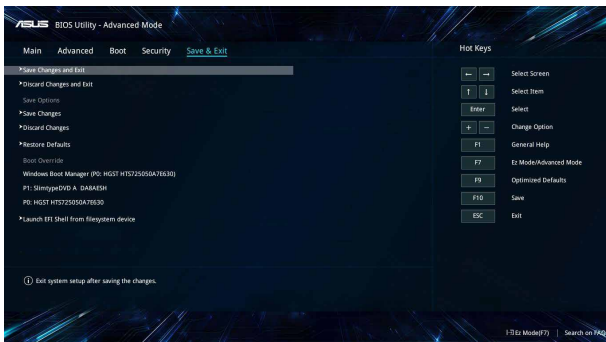 ASUS BIOS Utility - Advanced Mode
Main Advanced Boot Security Save & Exit
Hot Keys
Save Changes and Exit
Discard Changes and Exit
Save Options
Save Changes
Discard Changes
Restore Defaults
Boot Override
Windows Boot Manager (P0: HGST HTS725050A7E630)
P1: SlimtypeDVD A DA8AESH
P0: HGST HTS725050A7E630
Launch EFI Shell from filesystem device
← → Select Screen
↑ ↓ Select Item
Enter Select
+ − Change Option
F1 General Help
F7 Ez Mode/Advanced Mode
F9 Optimized Defaults
F10 Save
ESC Exit
Exit system setup after saving the changes.
Ez Mode(F7) | Search on FAQ